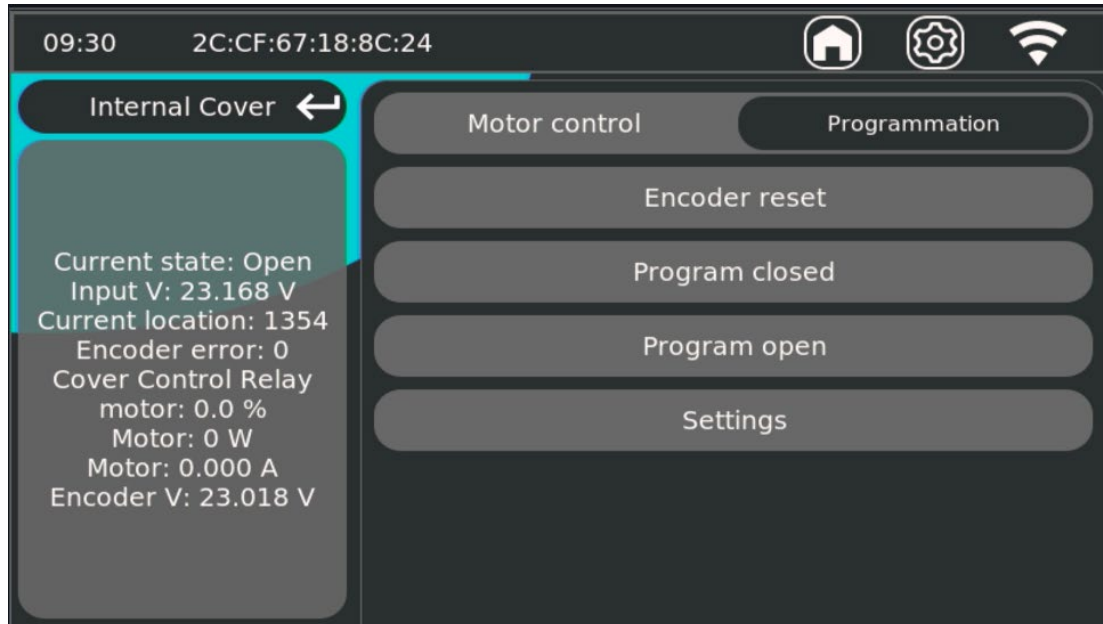 09:30 2C:CF:67:18:8C:24
Internal Cover
Motor control Programmation
Encoder reset
Program closed
Program open
Settings
Current state: Open
Input V: 23.168 V
Current location: 1354
Encoder error: 0
Cover Control Relay
motor: 0.0 %
Motor: 0 W
Motor: 0.000 A
Encoder V: 23.018 V